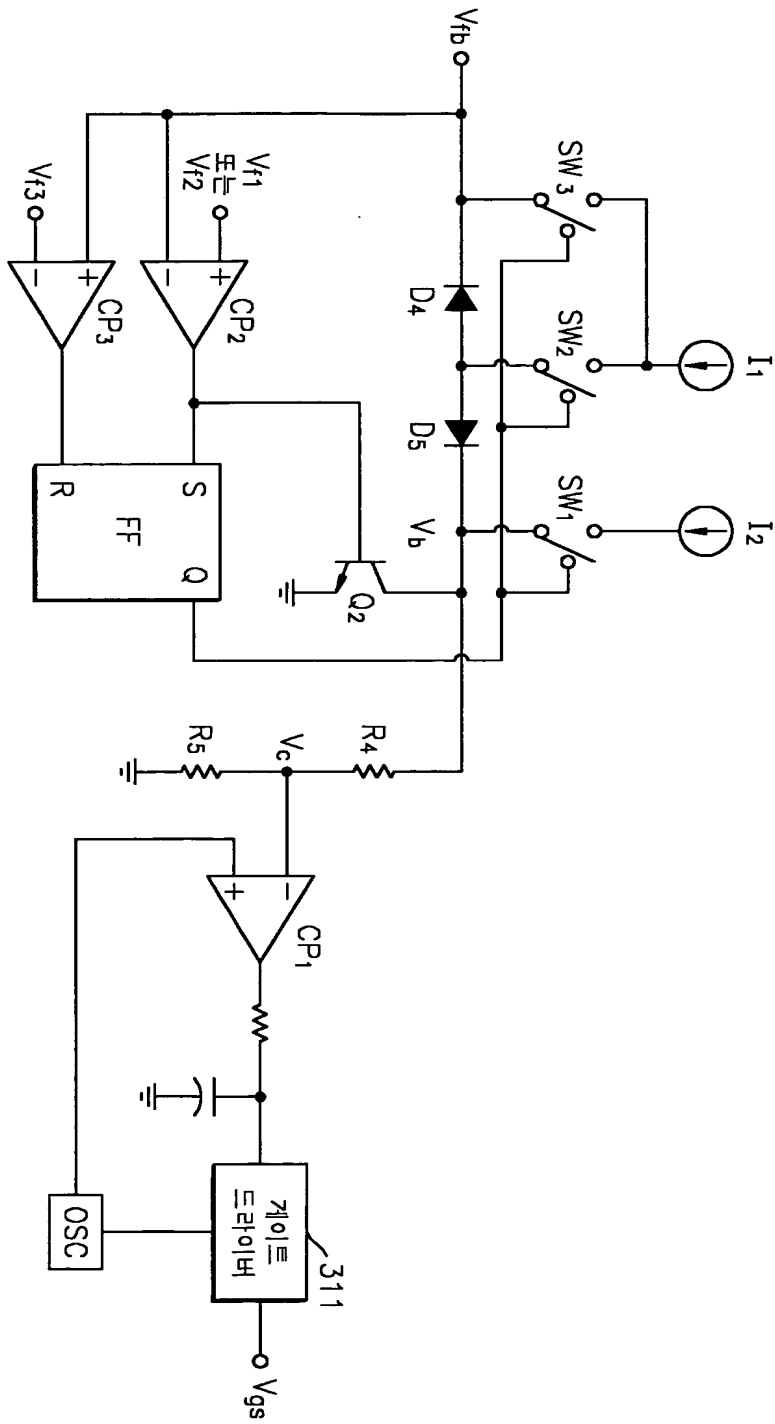 I₁
I₂
SW₃
SW₂
SW₁
Vfb
D₄
D₅
Vb
Vf1
또는
Vf2
Vf3
+
−
CP₂
+
−
CP₃
S
R
FF
Q
Q₂
R₄
Vc
R₅
−
+
CP₁
311
게이트
드라이버
OSC
Vgs